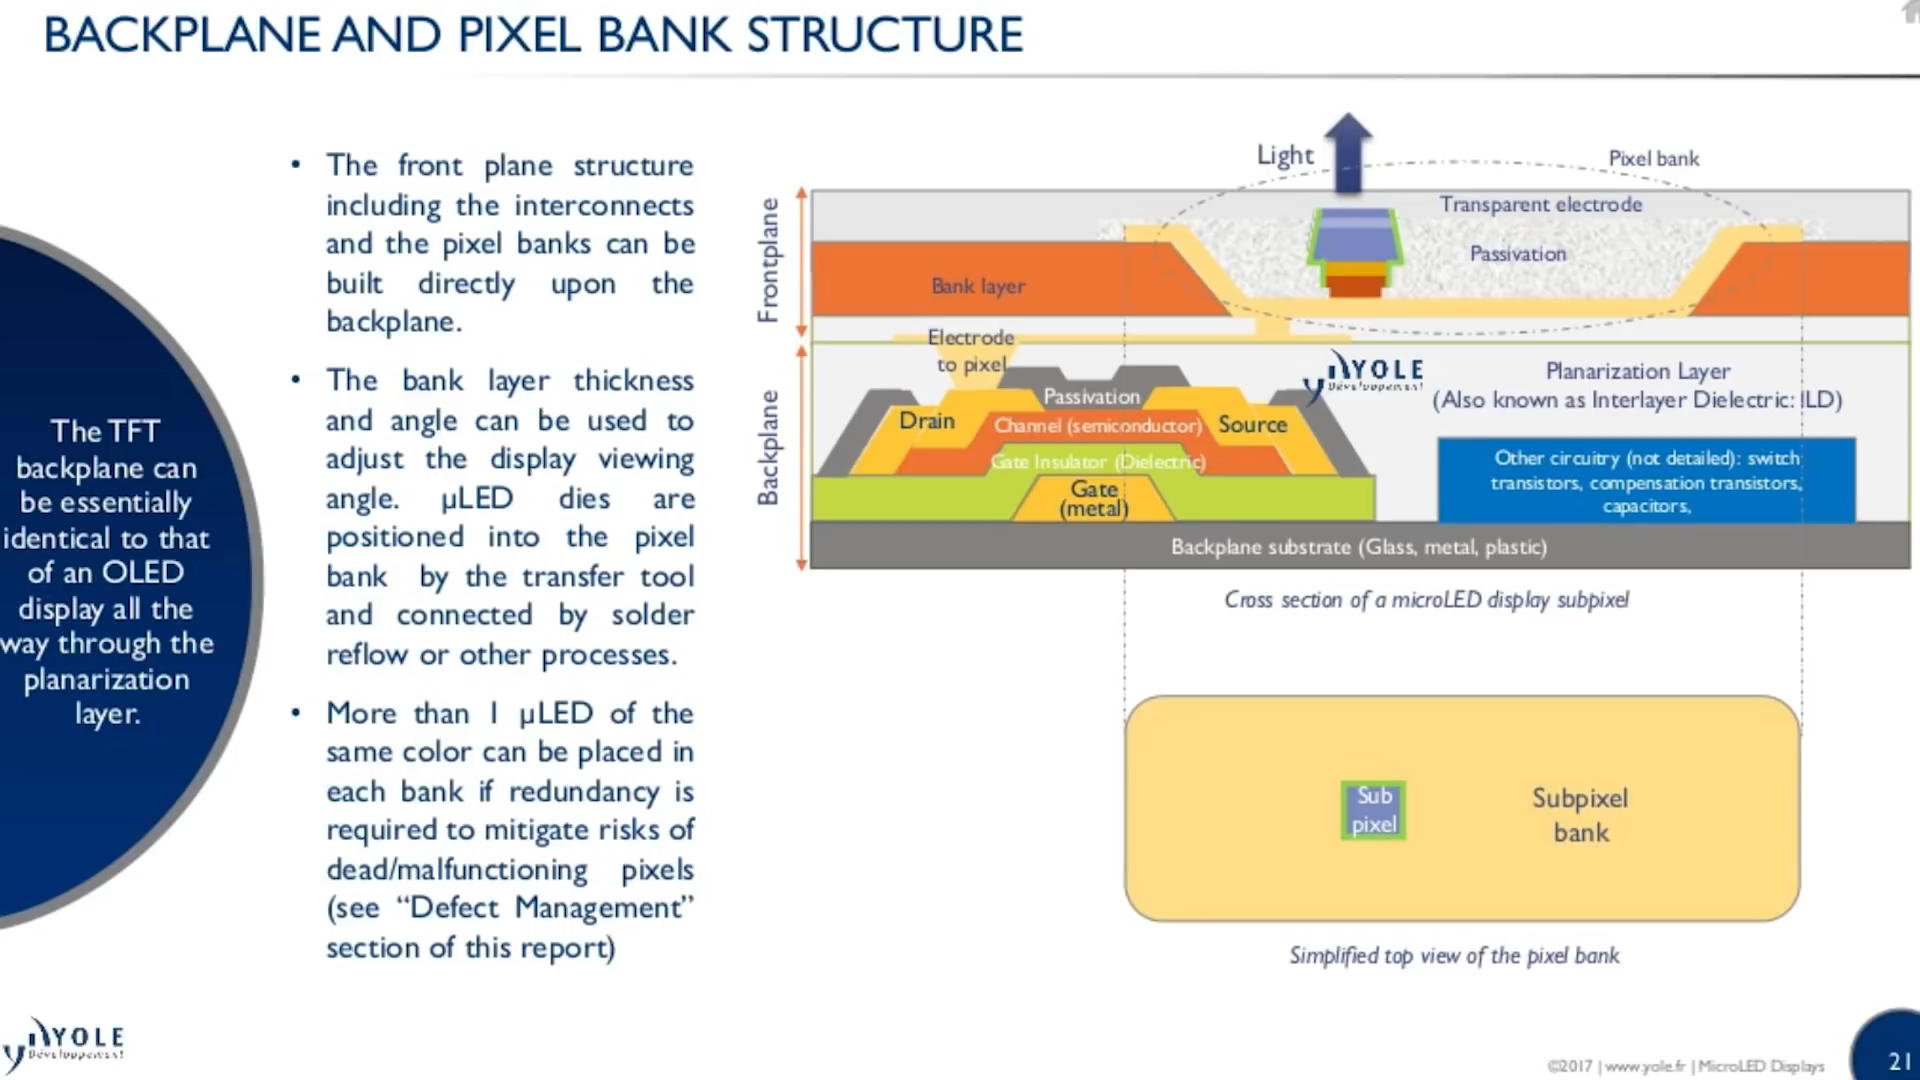 BACKPLANE AND PIXEL BANK STRUCTURE
The TFT
backplane can
be essentially
identical to that
of an OLED
display all the
way through the
planarization
layer.
• The front plane structure
including the interconnects
and the pixel banks can be
built directly upon the
backplane.
• The bank layer thickness
and angle can be used to
adjust the display viewing
angle. µLED dies are
positioned into the pixel
bank by the transfer tool
and connected by solder
reflow or other processes.
• More than 1 µLED of the
same color can be placed in
each bank if redundancy is
required to mitigate risks of
dead/malfunctioning pixels
(see “Defect Management”
section of this report)
Light
Pixel bank
Frontplane
Transparent electrode
Passivation
Bank layer
Electrode
to pixel
Backplane
YOLE
Développement
Planarization Layer
(Also known as Interlayer Dielectric: ILD)
Passivation
Drain
Channel (semiconductor)
Source
Gate Insulator (Dielectric)
Gate
(metal)
Other circuitry (not detailed): switch
transistors, compensation transistors,
capacitors,
Backplane substrate (Glass, metal, plastic)
Cross section of a microLED display subpixel
Sub
pixel
Subpixel
bank
Simplified top view of the pixel bank
YOLE
Développement
©2017 | www.yole.fr | MicroLED Displays
21